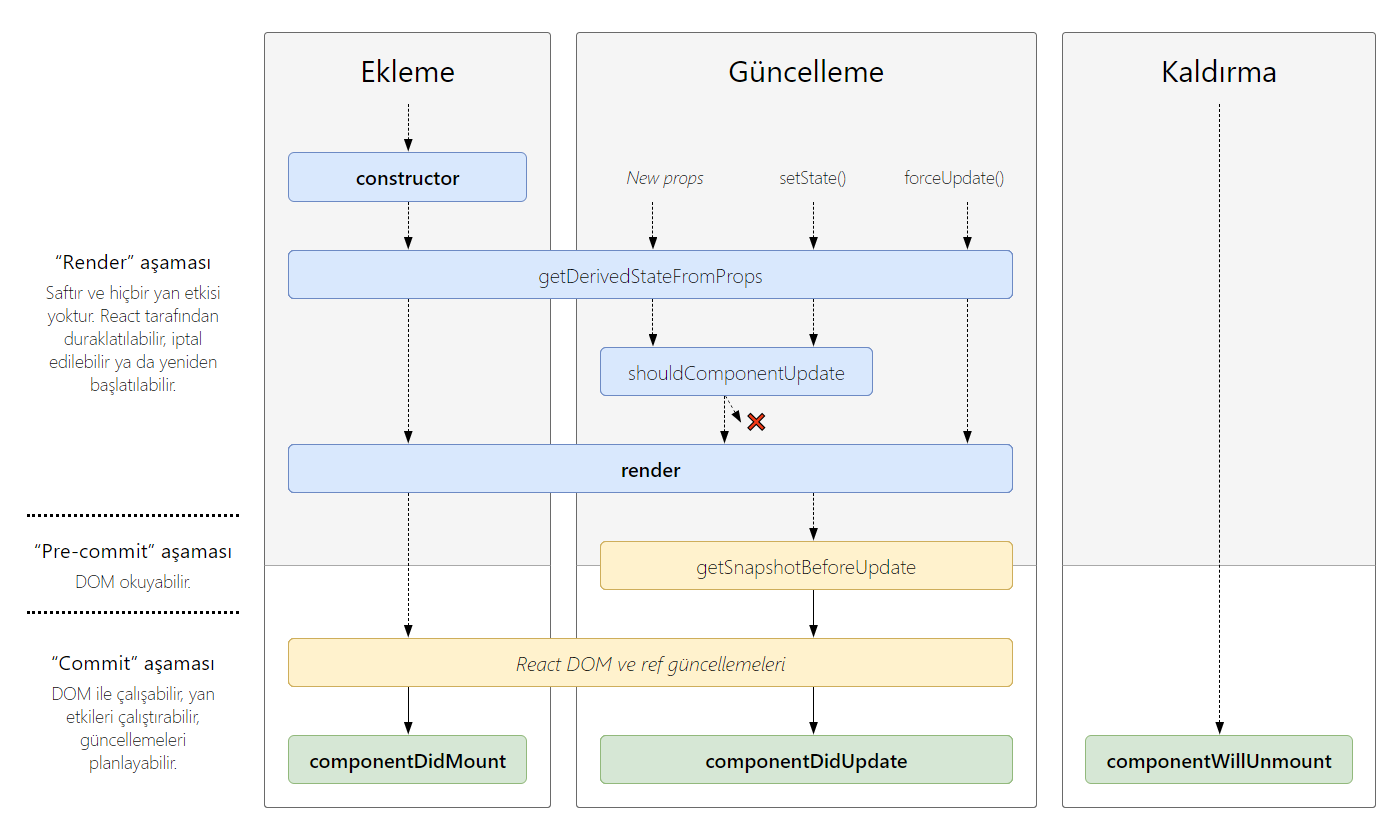 Ekleme
Güncelleme
Kaldırma
constructor
New props
setState()
forceUpdate()
“Render” aşaması
Saftır ve hiçbir yan etkisi
yoktur. React tarafından
duraklatılabilir, iptal
edilebilir ya da yeniden
başlatılabilir.
getDerivedStateFromProps
shouldComponentUpdate
render
“Pre-commit” aşaması
DOM okuyabilir.
getSnapshotBeforeUpdate
“Commit” aşaması
DOM ile çalışabilir, yan
etkileri çalıştırabilir,
güncellemeleri
planlayabilir.
React DOM ve ref güncellemeleri
componentDidMount
componentDidUpdate
componentWillUnmount